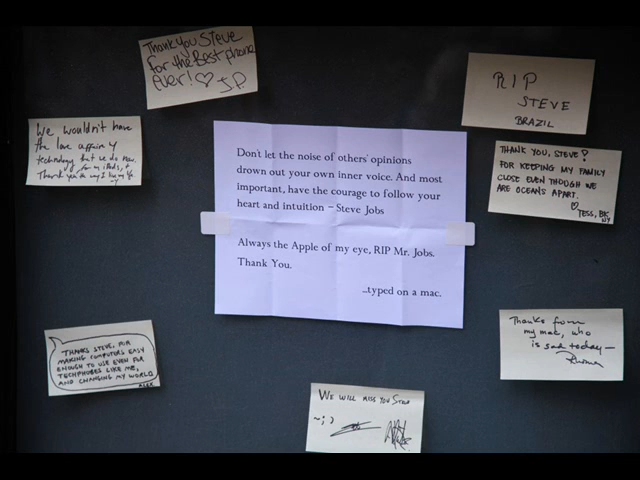 Thank you Steve
for the Best phone
ever! ♡ J.P.
RIP
STEVE
BRAZIL
We wouldn't have
the love affair
technology that we do now.
Thank you
THANK YOU, STEVE!
FOR KEEPING MY FAMILY
CLOSE EVEN THOUGH WE
ARE OCEANS APART.
♡ TESS, BK
NY
Don't let the noise of others' opinions
drown out your own inner voice. And most
important, have the courage to follow your
heart and intuition – Steve Jobs
Always the Apple of my eye, RIP Mr. Jobs.
Thank You.
...typed on a mac.
THANKS STEVE, FOR
MAKING COMPUTERS EASY
ENOUGH TO USE EVEN FOR
TECHPHOBES LIKE ME,
AND CHANGING MY WORLD
ALEX
Thanks from
my mac, who
is sad today—
WE WILL MISS YOU
~;)